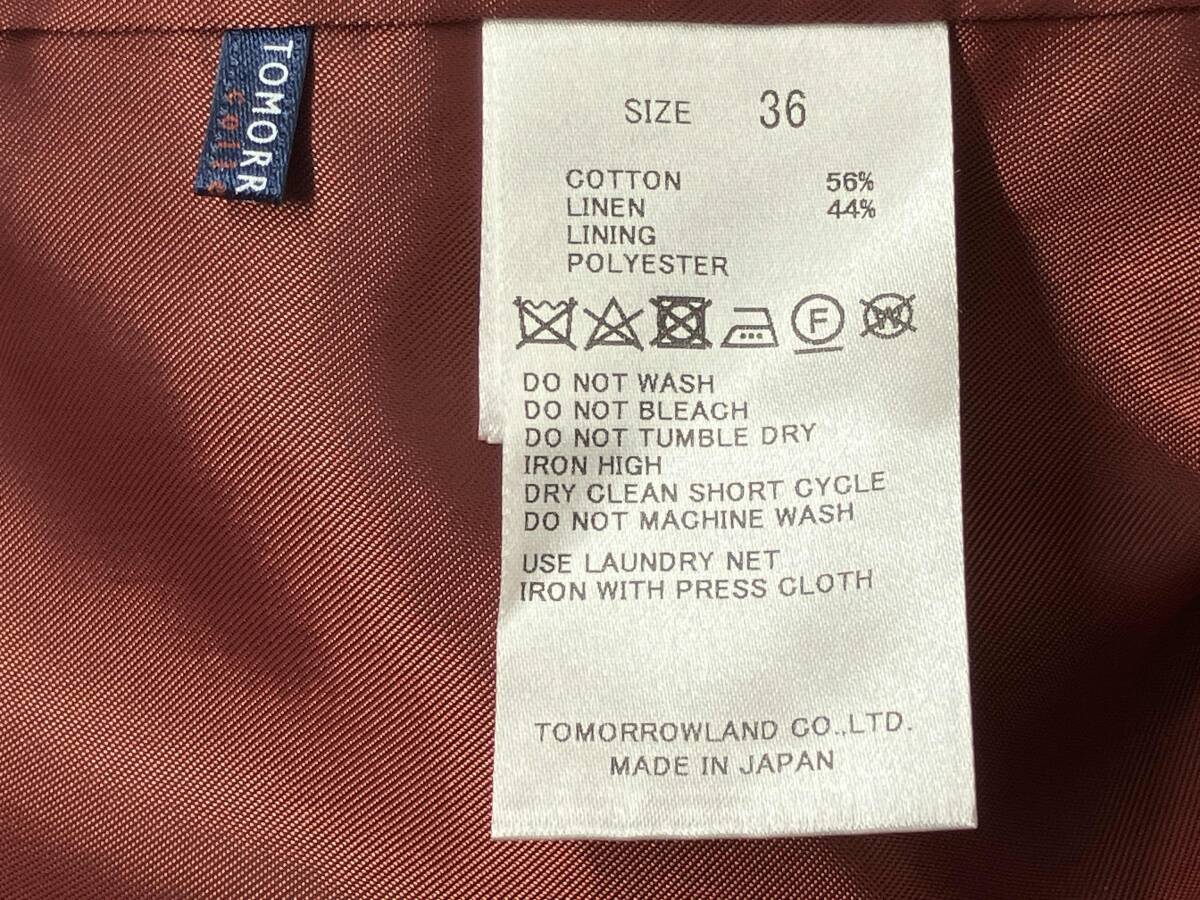 TOMORR
colle
SIZE 36
COTTON 56%
LINEN 44%
LINING
POLYESTER
F
W
DO NOT WASH
DO NOT BLEACH
DO NOT TUMBLE DRY
IRON HIGH
DRY CLEAN SHORT CYCLE
DO NOT MACHINE WASH
USE LAUNDRY NET
IRON WITH PRESS CLOTH
TOMORROWLAND CO.,LTD.
MADE IN JAPAN